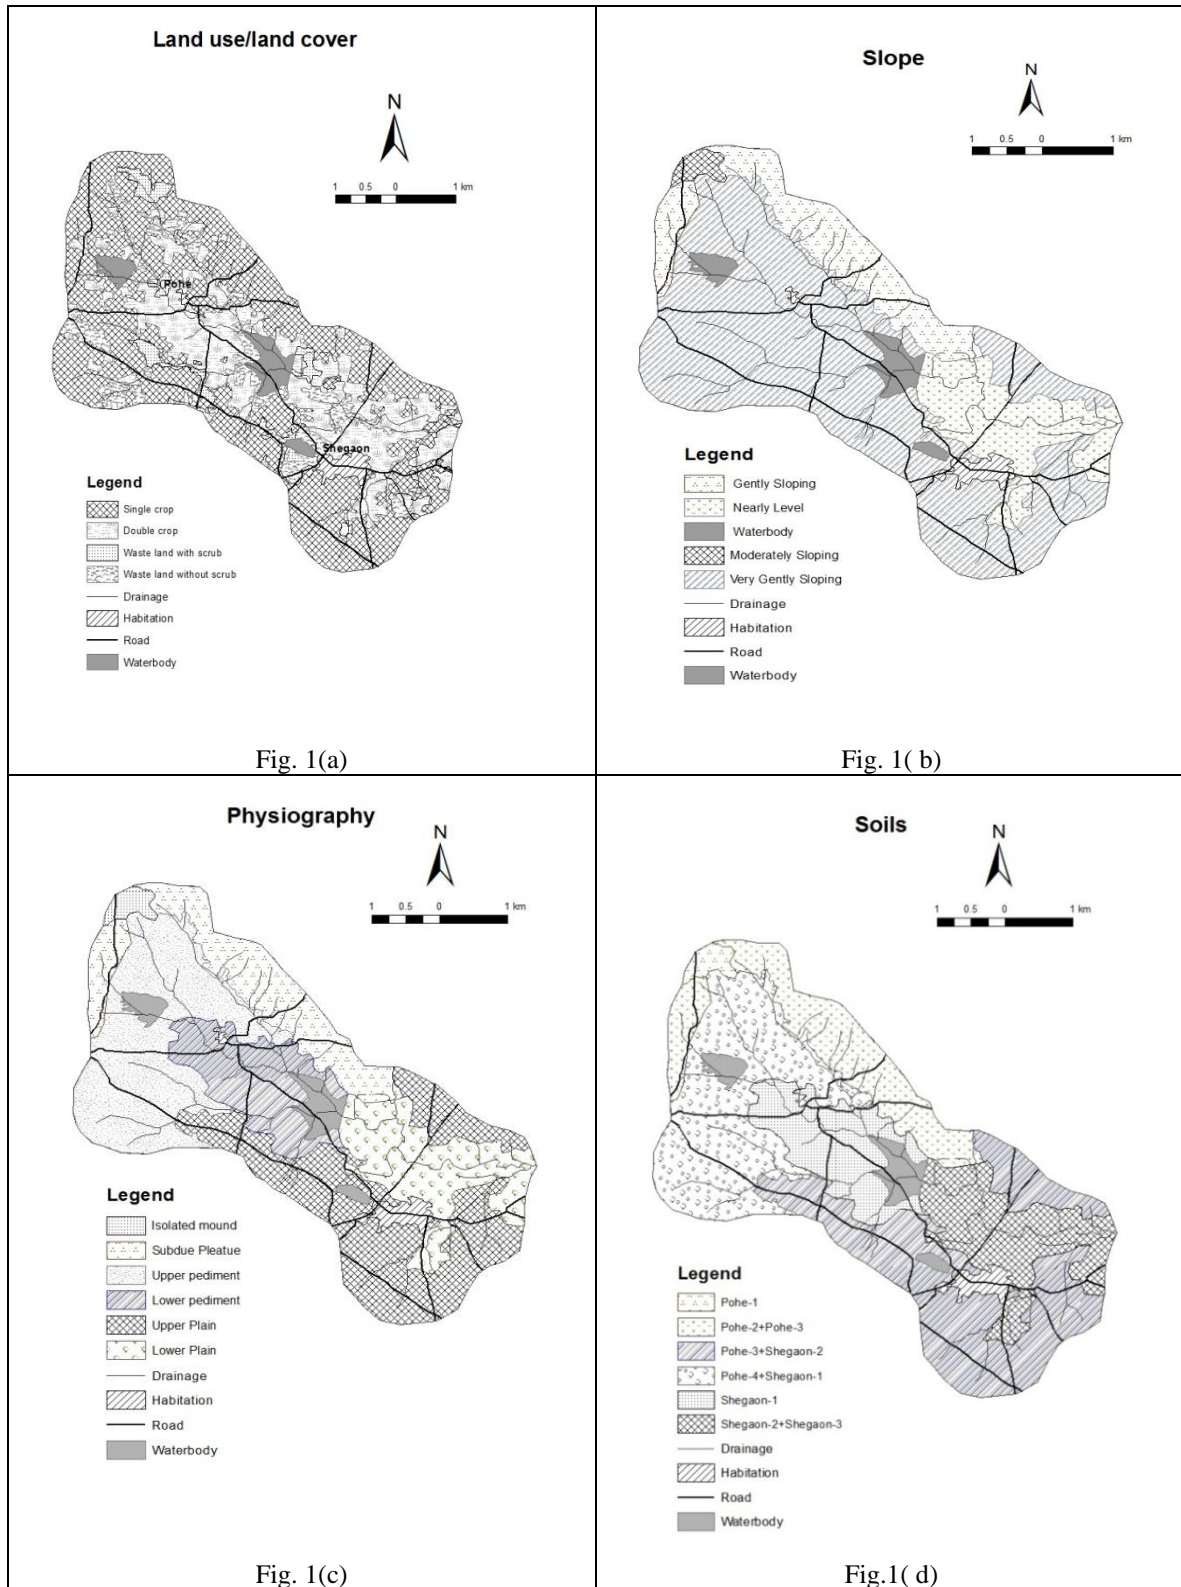 Land use/land cover
N
1 0.5 0 1 km
Pohe
Shegaon
Legend
Single crop
Double crop
Waste land with scrub
Waste land without scrub
Drainage
Habitation
Road
Waterbody
Fig. 1(a)
Slope
N
1 0.5 0 1 km
Legend
Gently Sloping
Nearly Level
Waterbody
Moderately Sloping
Very Gently Sloping
Drainage
Habitation
Road
Waterbody
Fig. 1( b)
Physiography
N
1 0.5 0 1 km
Legend
Isolated mound
Subdue Pleatue
Upper pediment
Lower pediment
Upper Plain
Lower Plain
Drainage
Habitation
Road
Waterbody
Fig. 1(c)
Soils
N
1 0.5 0 1 km
Legend
Pohe-1
Pohe-2+Pohe-3
Pohe-3+Shegaon-2
Pohe-4+Shegaon-1
Shegaon-1
Shegaon-2+Shegaon-3
Drainage
Habitation
Road
Waterbody
Fig.1( d)